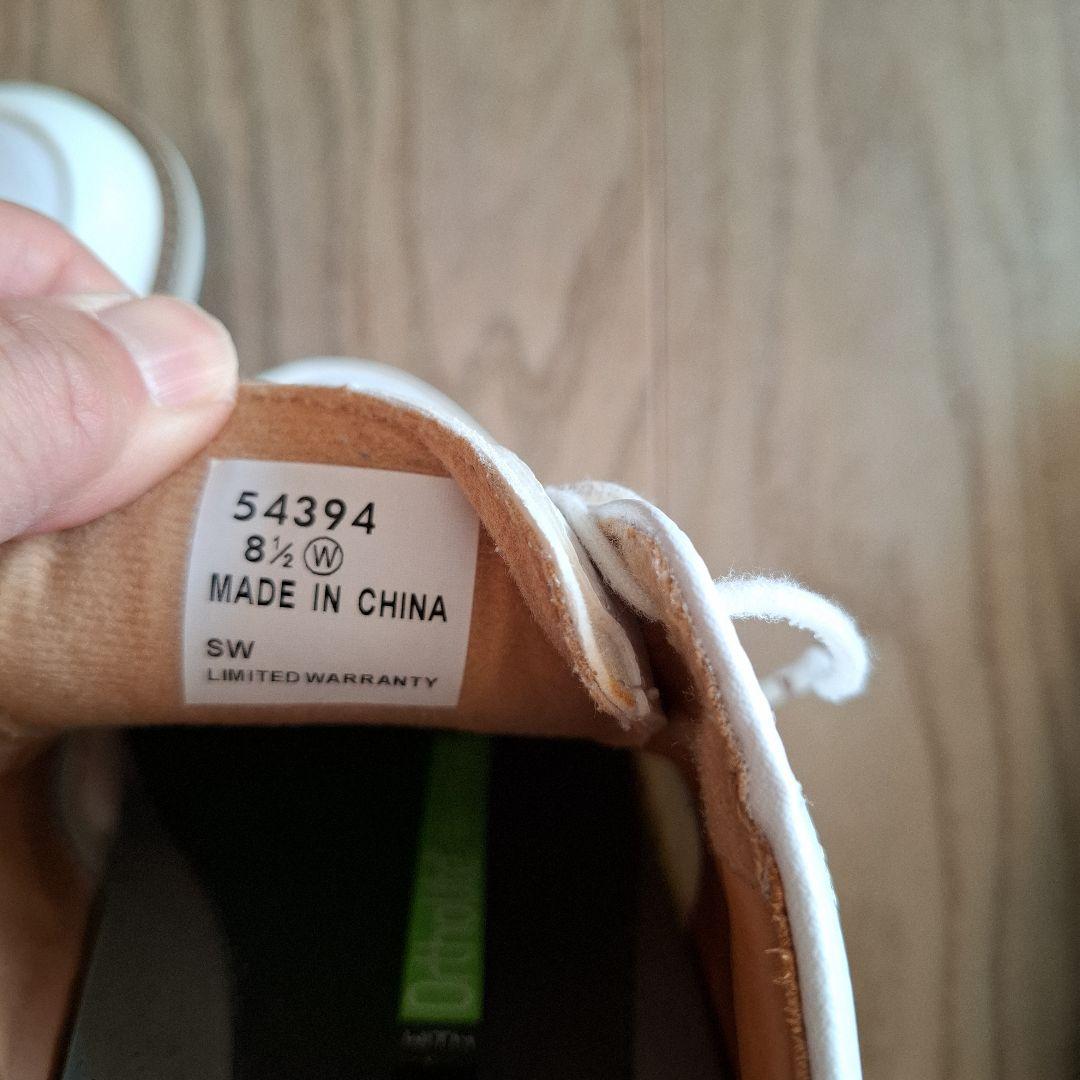 54394
8½ Ⓦ
MADE IN CHINA
SW
LIMITED WARRANTY